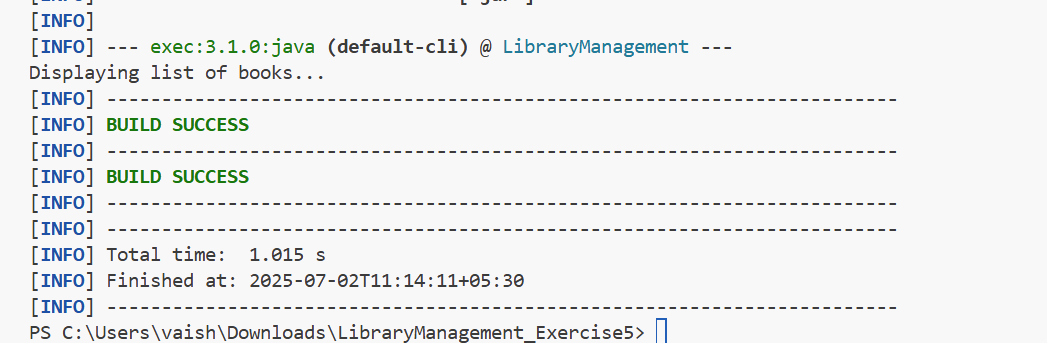 [INFO]
[INFO] --- exec:3.1.0:java (default-cli) @ LibraryManagement ---
Displaying list of books...
[INFO] ------------------------------------------------------------------------
[INFO] BUILD SUCCESS
[INFO] ------------------------------------------------------------------------
[INFO] BUILD SUCCESS
[INFO] ------------------------------------------------------------------------
[INFO] ------------------------------------------------------------------------
[INFO] Total time:  1.015 s
[INFO] Finished at: 2025-07-02T11:14:11+05:30
[INFO] ------------------------------------------------------------------------
PS C:\Users\vaish\Downloads\LibraryManagement_Exercise5>